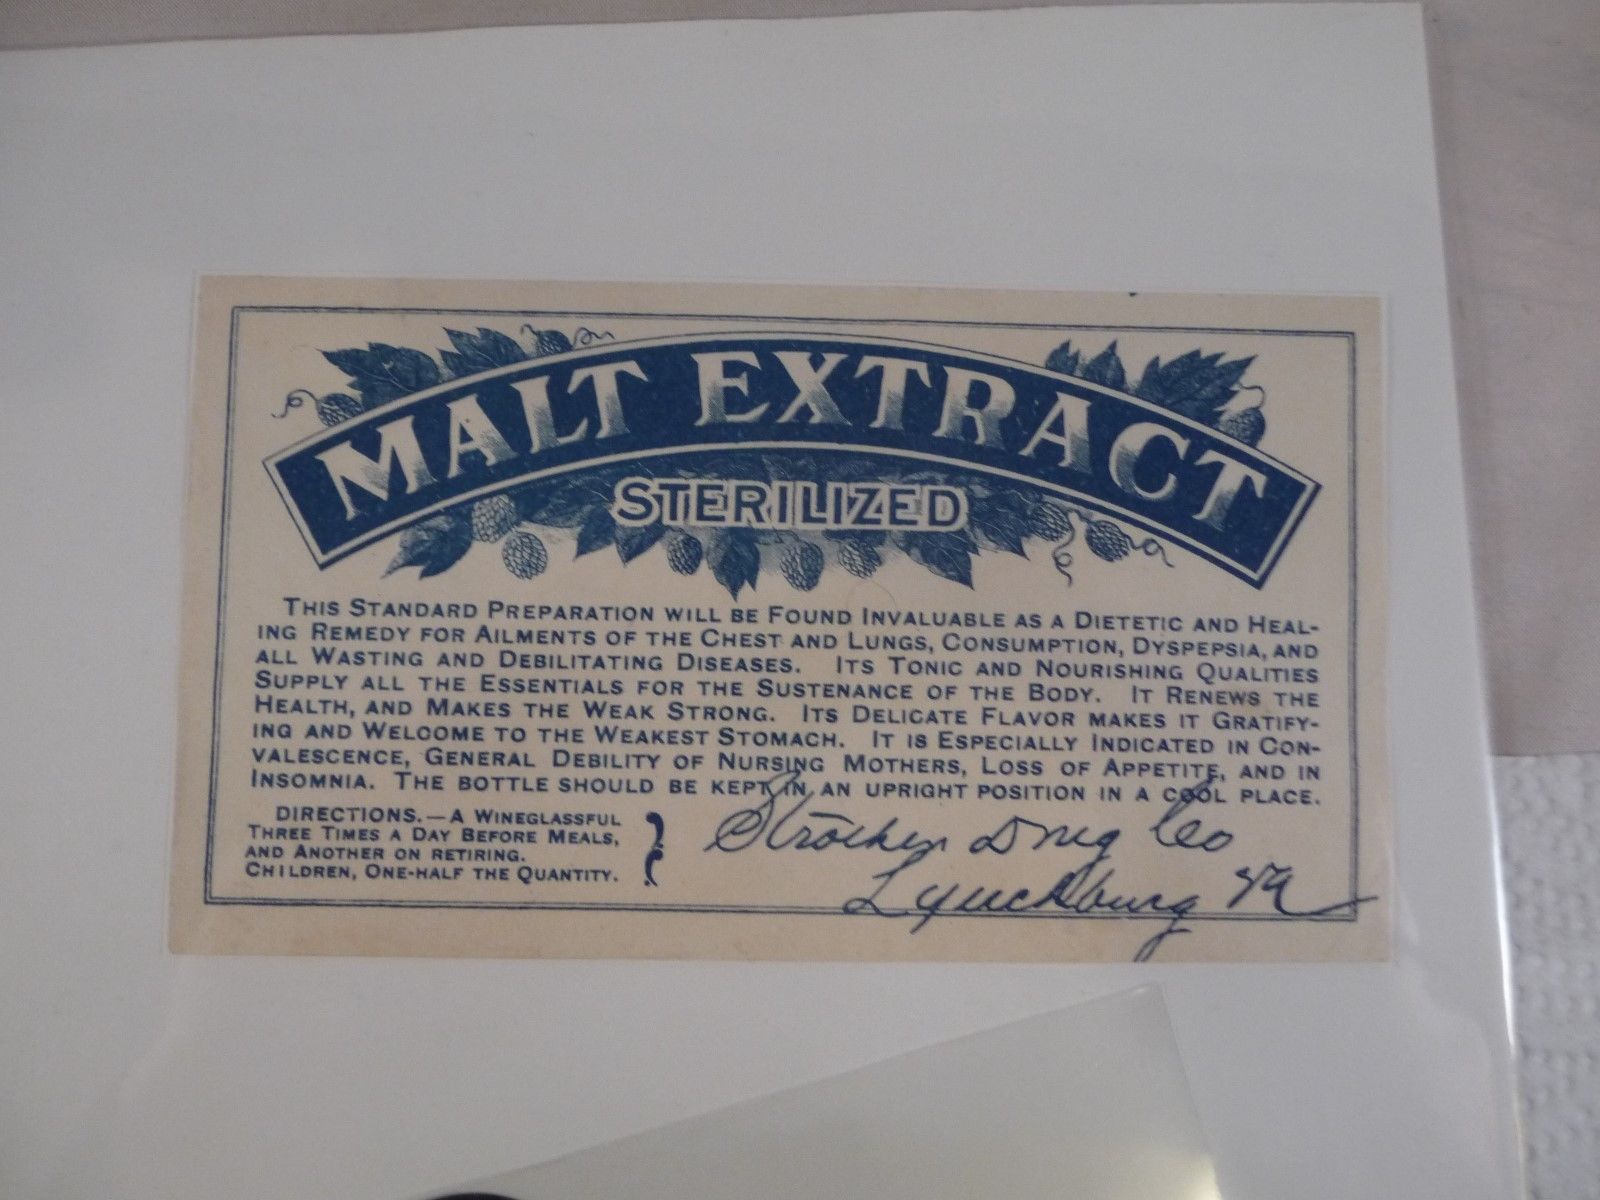 MALT EXTRACT
STERILIZED
THIS STANDARD PREPARATION WILL BE FOUND INVALUABLE AS A DIETETIC AND HEAL-
ING REMEDY FOR AILMENTS OF THE CHEST AND LUNGS, CONSUMPTION, DYSPEPSIA, AND
ALL WASTING AND DEBILITATING DISEASES. ITS TONIC AND NOURISHING QUALITIES
SUPPLY ALL THE ESSENTIALS FOR THE SUSTENANCE OF THE BODY. IT RENEWS THE
HEALTH, AND MAKES THE WEAK STRONG. ITS DELICATE FLAVOR MAKES IT GRATIFY-
ING AND WELCOME TO THE WEAKEST STOMACH. IT IS ESPECIALLY INDICATED IN CON-
VALESCENCE, GENERAL DEBILITY OF NURSING MOTHERS, LOSS OF APPETITE, AND IN
INSOMNIA. THE BOTTLE SHOULD BE KEPT IN AN UPRIGHT POSITION IN A COOL PLACE.
DIRECTIONS.—A WINEGLASSFUL
THREE TIMES A DAY BEFORE MEALS,
AND ANOTHER ON RETIRING.
CHILDREN, ONE-HALF THE QUANTITY.
Drug Co
Lynchburg Va